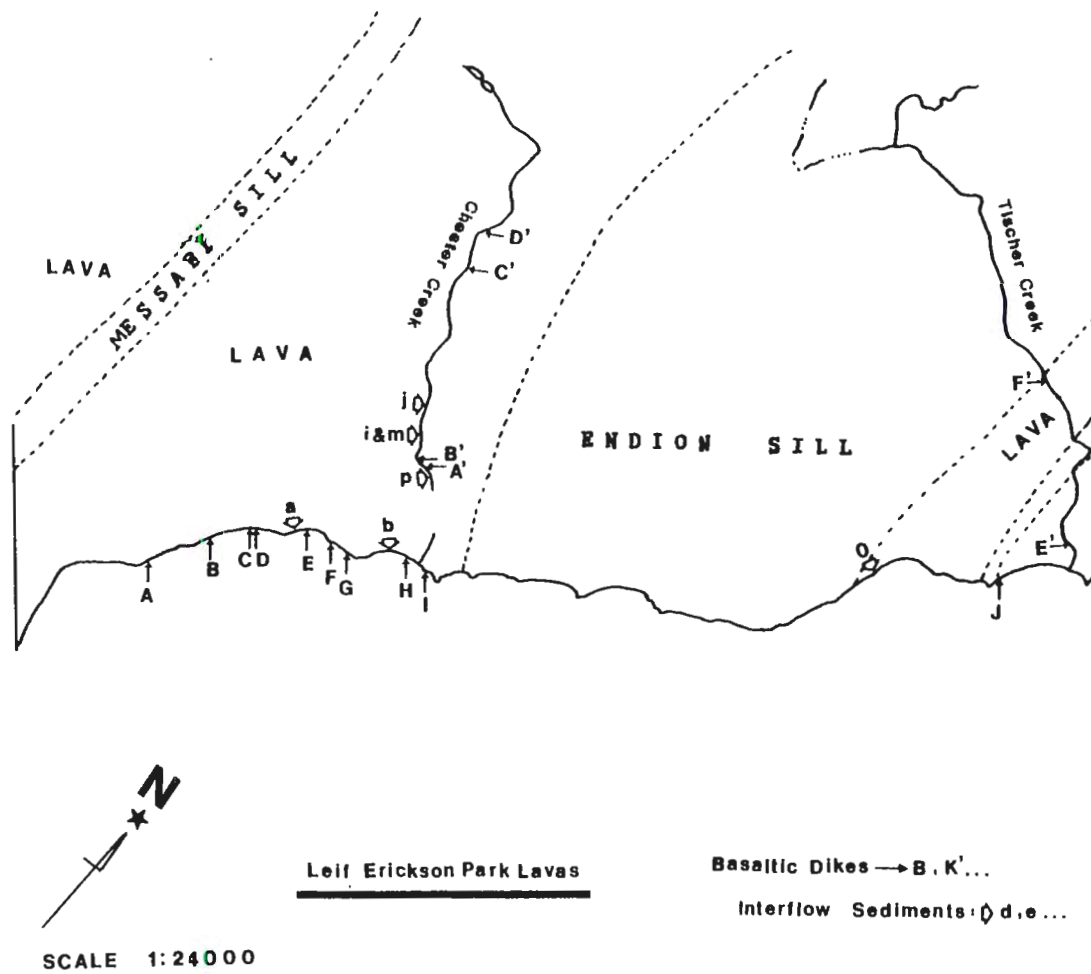 MESSABI SILL
LAVA
LAVA
Chester Creek
D'
C'
j
i&m
B'
A'
p
ENDION SILL
Tischer Creek
F'
LAVA
E'
a
b
o
A
B
C
D
E
F
G
H
I
J
N
SCALE 1:24000
Leif Erickson Park Lavas
Basaltic Dikes → B, K'...
Interflow Sediments: d,e...